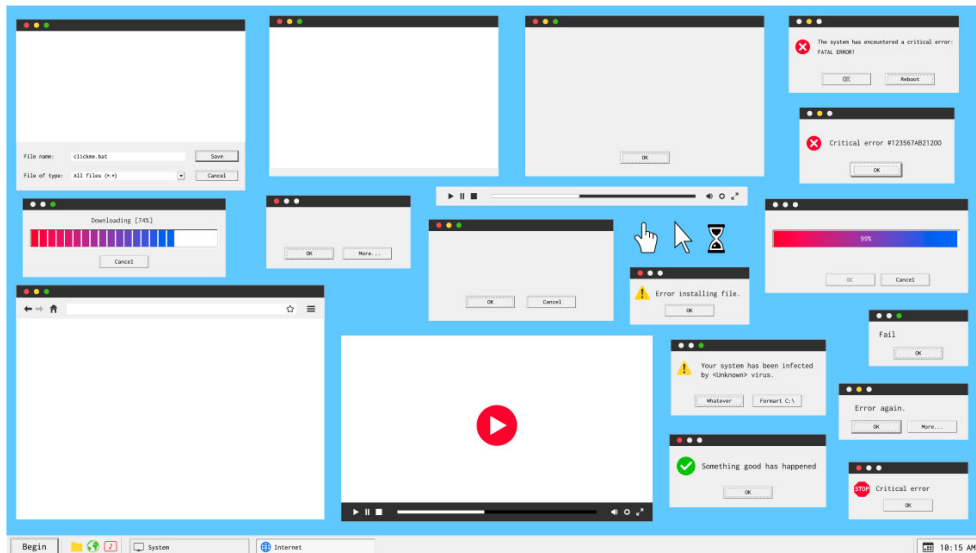 The system has encountered a critical error:
FATAL ERROR!
Reboot
OK
Critical error #123567AB21200
OK
File name: clickme.bat Save
File of type: All files (*.*) Cancel
Downloading [74%]
Cancel
OK More...
OK Cancel
99%
OK Cancel
Error installing file.
OK
Fail
OK
Your system has been infected
by <Unknown> virus.
Whatever Formart C:\
Error again.
OK More...
Something good has happened
OK
STOP Critical error
OK
Begin System Internet 10:15 AM